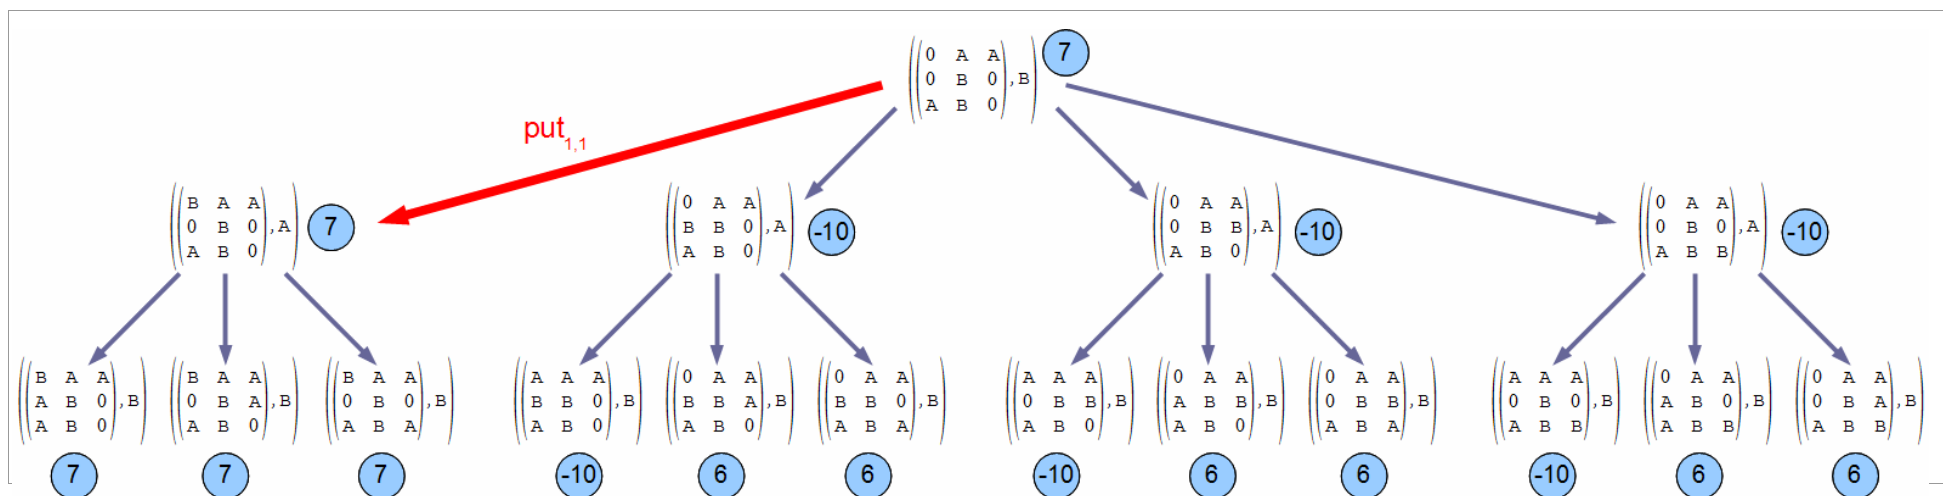 0 A A
0 B 0 , B
A B 0
7
put1,1
B A A
0 B 0 , A
A B 0
7
0 A A
B B 0 , A
A B 0
-10
0 A A
0 B B , A
A B 0
-10
0 A A
0 B 0 , A
A B B
-10
B A A
A B 0 , B
A B 0
7
B A A
0 B A , B
A B 0
7
B A A
0 B 0 , B
A B A
7
A A A
B B 0 , B
A B 0
-10
0 A A
B B A , B
A B 0
6
0 A A
B B 0 , B
A B A
6
A A A
0 B B , B
A B 0
-10
0 A A
A B B , B
A B 0
6
0 A A
0 B B , B
A B A
6
A A A
0 B 0 , B
A B B
-10
0 A A
A B 0 , B
A B B
6
0 A A
0 B A , B
A B B
6